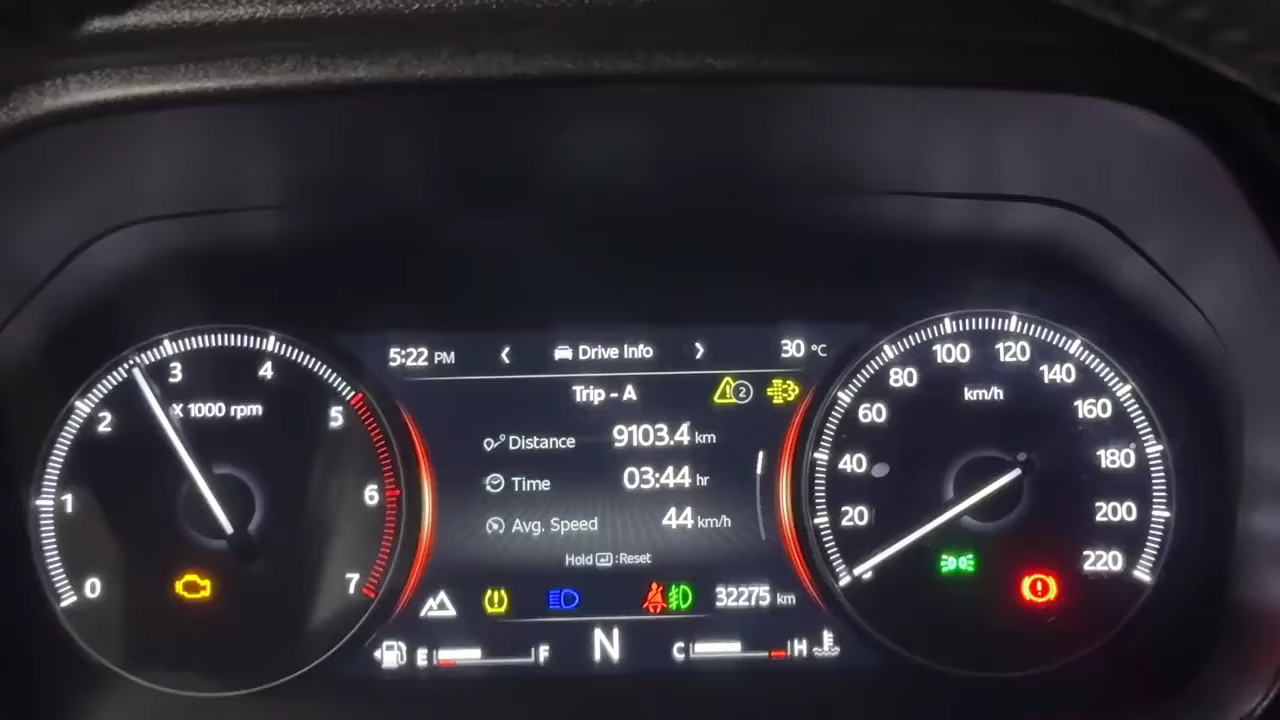 5:22 PM
Drive Info
30 °C
Trip - A
2
Distance 9103.4 km
Time 03:44 hr
Avg. Speed 44 km/h
Hold : Reset
32275 km
E F
N
C H
0 1 2 3 4 5 6 7
X 1000 rpm
20 40 60 80 100 120 140 160 180 200 220
km/h